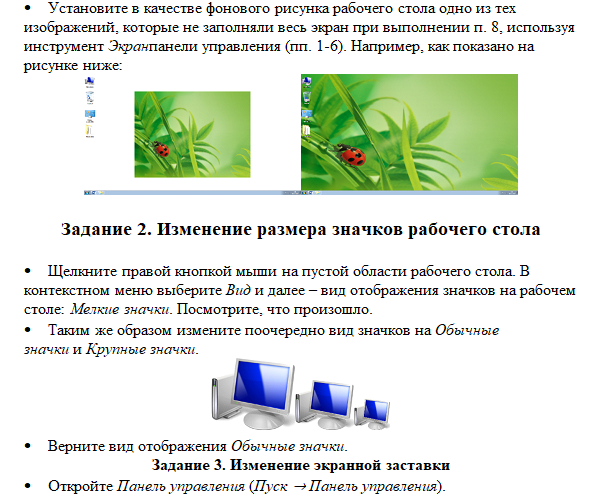 • Установите в качестве фонового рисунка рабочего стола одно из тех
изображений, которые не заполняли весь экран при выполнении п. 8, используя
инструмент Экранпанели управления (пп. 1-6). Например, как показано на
рисунке ниже:
Задание 2. Изменение размера значков рабочего стола
• Щелкните правой кнопкой мыши на пустой области рабочего стола. В
контекстном меню выберите Вид и далее – вид отображения значков на рабочем
столе: Мелкие значки. Посмотрите, что произошло.
• Таким же образом измените поочередно вид значков на Обычные
значки и Крупные значки.
• Верните вид отображения Обычные значки.
Задание 3. Изменение экранной заставки
• Откройте Панель управления (Пуск → Панель управления).